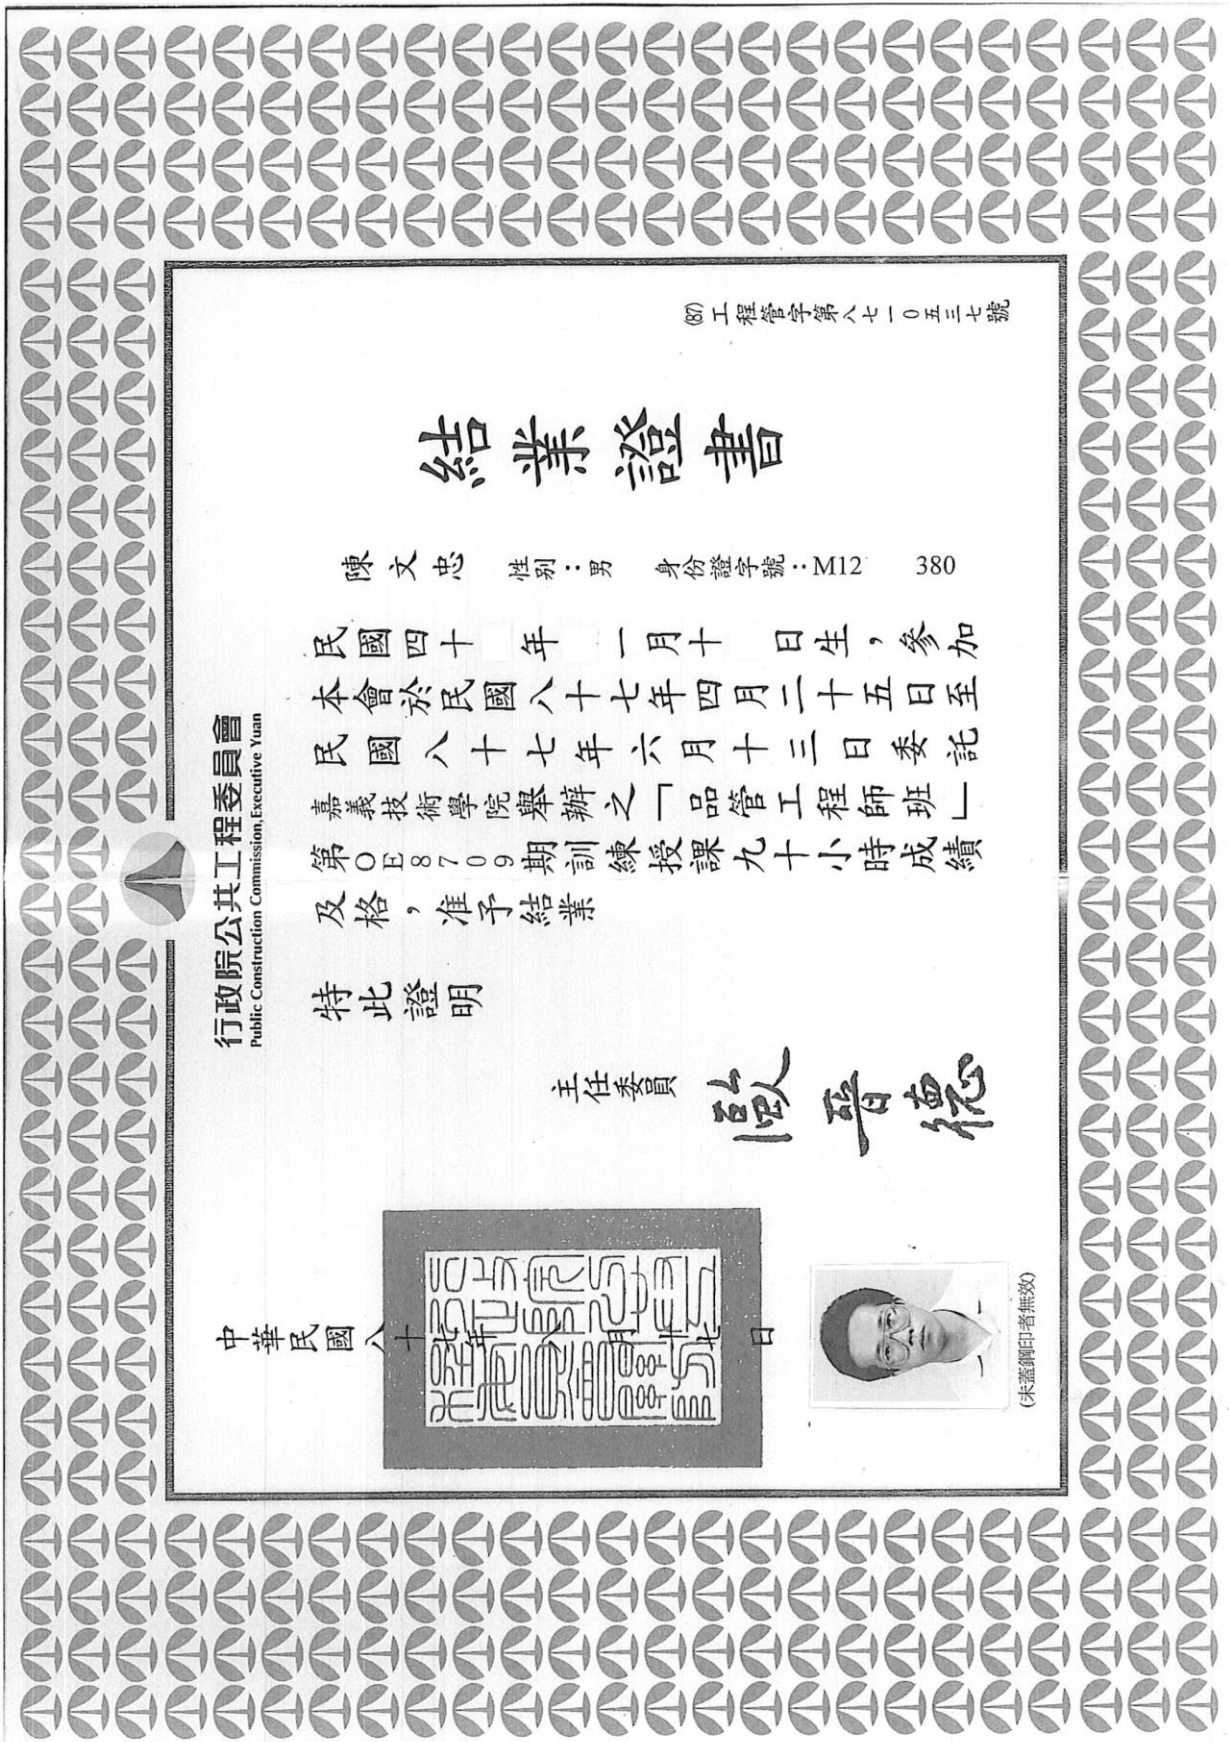 行政院公共工程委員會
Public Construction Commission, Executive Yuan
(87)工程管字第八七一0五三七號
結業證書
陳文忠 性別：男 身份證字號：M12 380
民國四十 年 一月十 日生，參加
本會於民國八十七年四月二十五日至
民國八十七年六月十三日委託
嘉義技術學院舉辦之「品管工程師班」
第OE8709期訓練授課九十小時成績
及格，准予結業
特此證明
主任委員 歐晉德
中華民國八十七年八月十七日
(未蓋鋼印者無效)